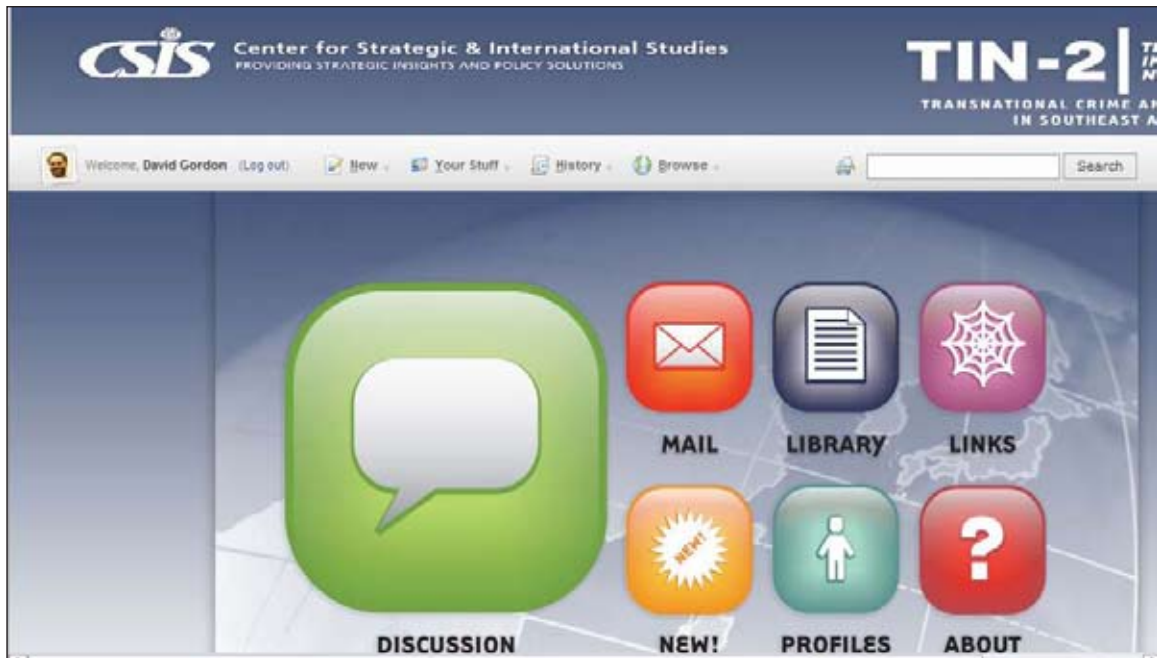 CSIS Center for Strategic & International Studies
PROVIDING STRATEGIC INSIGHTS AND POLICY SOLUTIONS
TIN-2
TRANSNATIONAL CRIME
IN SOUTHEAST
Welcome, David Gordon (Log out) New Your Stuff History Browse Search
MAIL LIBRARY LINKS
NEW!
?
DISCUSSION NEW! PROFILES ABOUT